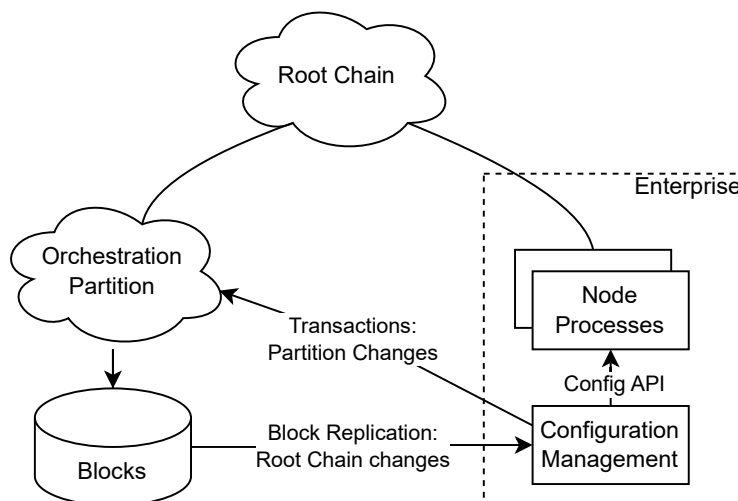 Root Chain
Enterprise
Orchestration
Partition
Node
Processes
Transactions:
Partition Changes
Config API
Block Replication:
Root Chain changes
Configuration
Management
Blocks